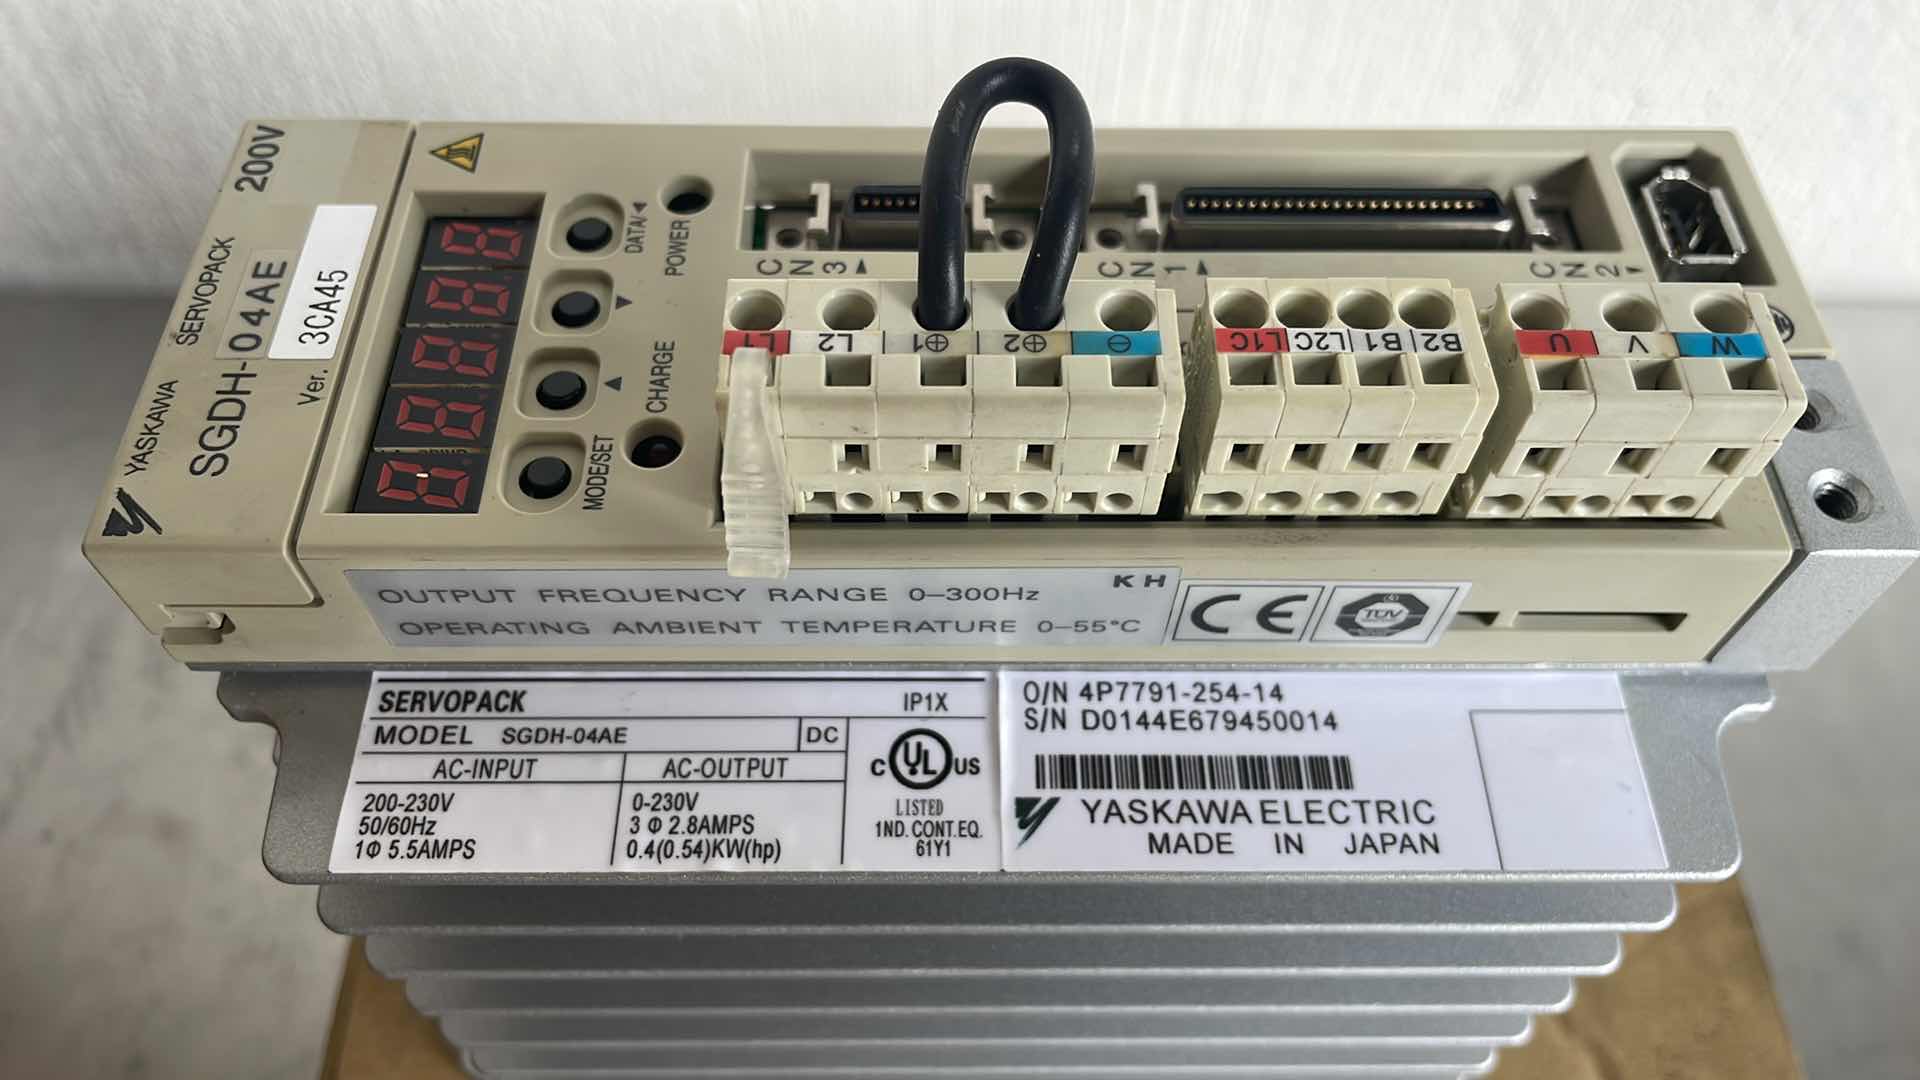 YASKAWA SERVOPACK 200V
SGDH-04AE
Ver. 3CA45
DATA/◀
▼
▲
MODE/SET
POWER
CHARGE
CN3
CN1
CN2
L1 L2 ⊕1 ⊕2 ⊖
L1C L2C B1 B2
U V W
OUTPUT FREQUENCY RANGE 0–300Hz
OPERATING AMBIENT TEMPERATURE 0–55°C
KH
CE
TÜV
SERVOPACK IP1X
MODEL SGDH-04AE DC
AC-INPUT AC-OUTPUT
200-230V 0-230V
50/60Hz 3Φ 2.8AMPS
1Φ 5.5AMPS 0.4(0.54)KW(hp)
C UL US
LISTED
1ND. CONT.EQ.
61Y1
O/N 4P7791-254-14
S/N D0144E679450014
YASKAWA ELECTRIC
MADE IN JAPAN